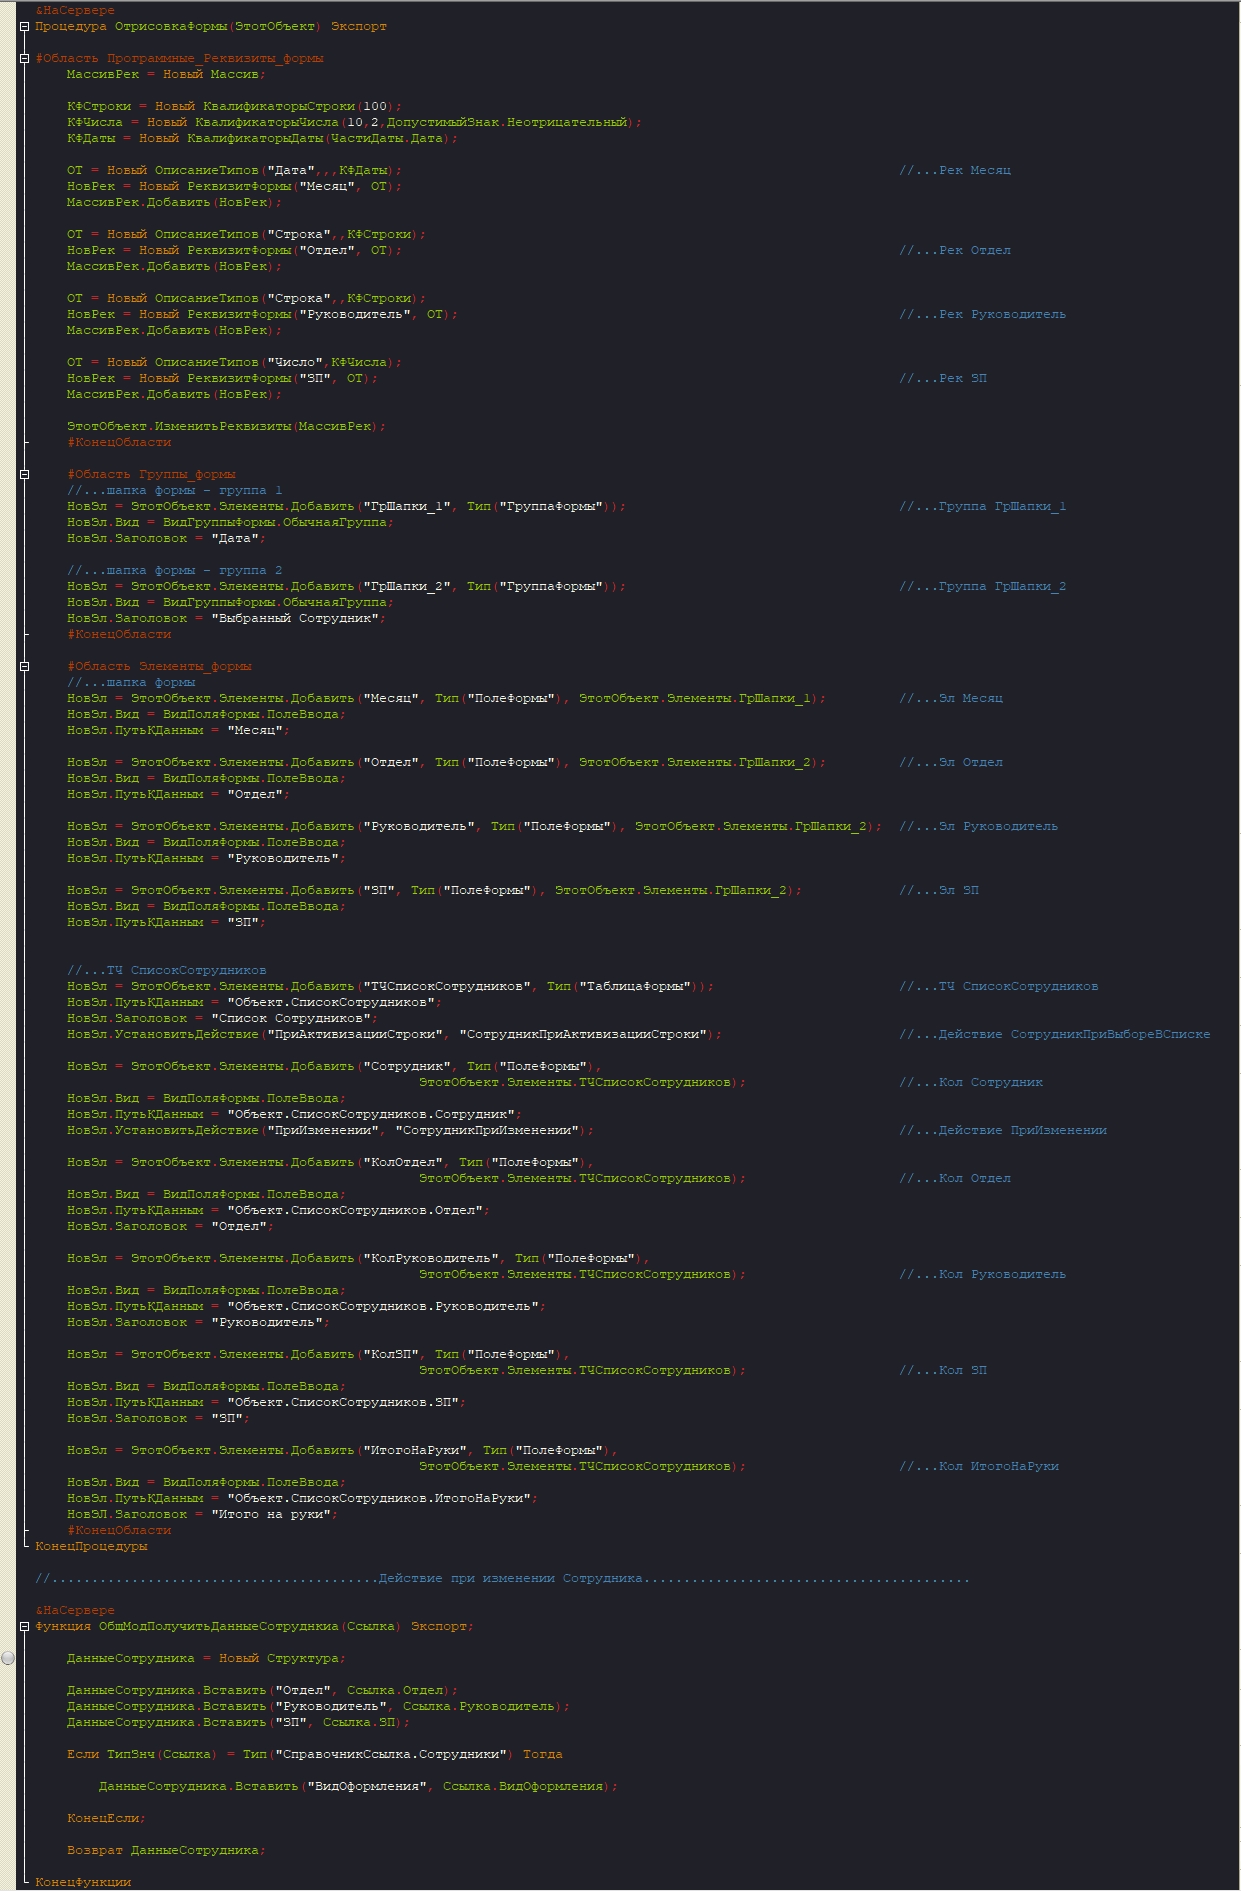 &НаСервере
Процедура ОтрисовкаФормы(ЭтотОбъект) Экспорт
#Область Программные_Реквизиты_формы
МассивРек = Новый Массив;
КФСтроки = Новый КвалификаторыСтроки(100);
КФЧисла = Новый КвалификаторыЧисла(10,2,ДопустимыйЗнак.Неотрицательный);
КФДаты = Новый КвалификаторыДаты(ЧастиДаты.Дата);
ОТ = Новый ОписаниеТипов("Дата",,,КФДаты); //...Рек Месяц
НовРек = Новый РеквизитФормы("Месяц", ОТ);
МассивРек.Добавить(НовРек);
ОТ = Новый ОписаниеТипов("Строка",,КФСтроки);
НовРек = Новый РеквизитФормы("Отдел", ОТ); //...Рек Отдел
МассивРек.Добавить(НовРек);
ОТ = Новый ОписаниеТипов("Строка",,КФСтроки);
НовРек = Новый РеквизитФормы("Руководитель", ОТ); //...Рек Руководитель
МассивРек.Добавить(НовРек);
ОТ = Новый ОписаниеТипов("Число",КФЧисла);
НовРек = Новый РеквизитФормы("ЗП", ОТ); //...Рек ЗП
МассивРек.Добавить(НовРек);
ЭтотОбъект.ИзменитьРеквизиты(МассивРек);
#КонецОбласти
#Область Группы_формы
//...шапка формы - группа 1
НовЭл = ЭтотОбъект.Элементы.Добавить("ГрШапки_1", Тип("ГруппаФормы")); //...Группа ГрШапки_1
НовЭл.Вид = ВидГруппыФормы.ОбычнаяГруппа;
НовЭл.Заголовок = "Дата";
//...шапка формы - группа 2
НовЭл = ЭтотОбъект.Элементы.Добавить("ГрШапки_2", Тип("ГруппаФормы")); //...Группа ГрШапки_2
НовЭл.Вид = ВидГруппыФормы.ОбычнаяГруппа;
НовЭл.Заголовок = "Выбранный Сотрудник";
#КонецОбласти
#Область Элементы_формы
//...шапка формы
НовЭл = ЭтотОбъект.Элементы.Добавить("Месяц", Тип("ПолеФормы"), ЭтотОбъект.Элементы.ГрШапки_1); //...Эл Месяц
НовЭл.Вид = ВидПоляФормы.ПолеВвода;
НовЭл.ПутьКДанным = "Месяц";
НовЭл = ЭтотОбъект.Элементы.Добавить("Отдел", Тип("ПолеФормы"), ЭтотОбъект.Элементы.ГрШапки_2); //...Эл Отдел
НовЭл.Вид = ВидПоляФормы.ПолеВвода;
НовЭл.ПутьКДанным = "Отдел";
НовЭл = ЭтотОбъект.Элементы.Добавить("Руководитель", Тип("ПолеФормы"), ЭтотОбъект.Элементы.ГрШапки_2); //...Эл Руководитель
НовЭл.Вид = ВидПоляФормы.ПолеВвода;
НовЭл.ПутьКДанным = "Руководитель";
НовЭл = ЭтотОбъект.Элементы.Добавить("ЗП", Тип("ПолеФормы"), ЭтотОбъект.Элементы.ГрШапки_2); //...Эл ЗП
НовЭл.Вид = ВидПоляФормы.ПолеВвода;
НовЭл.ПутьКДанным = "ЗП";
//...ТЧ СписокСотрудников
НовЭл = ЭтотОбъект.Элементы.Добавить("ТЧСписокСотрудников", Тип("ТаблицаФормы")); //...ТЧ СписокСотрудников
НовЭл.ПутьКДанным = "Объект.СписокСотрудников";
НовЭл.Заголовок = "Список Сотрудников";
НовЭл.УстановитьДействие("ПриАктивизацииСтроки", "СотрудникПриАктивизацииСтроки"); //...Действие СотрудникПриВыбореВСписке
НовЭл = ЭтотОбъект.Элементы.Добавить("Сотрудник", Тип("ПолеФормы"),
ЭтотОбъект.Элементы.ТЧСписокСотрудников); //...Кол Сотрудник
НовЭл.Вид = ВидПоляФормы.ПолеВвода;
НовЭл.ПутьКДанным = "Объект.СписокСотрудников.Сотрудник";
НовЭл.УстановитьДействие("ПриИзменении", "СотрудникПриИзменении"); //...Действие ПриИзменении
НовЭл = ЭтотОбъект.Элементы.Добавить("КолОтдел", Тип("ПолеФормы"),
ЭтотОбъект.Элементы.ТЧСписокСотрудников); //...Кол Отдел
НовЭл.Вид = ВидПоляФормы.ПолеВвода;
НовЭл.ПутьКДанным = "Объект.СписокСотрудников.Отдел";
НовЭл.Заголовок = "Отдел";
НовЭл = ЭтотОбъект.Элементы.Добавить("КолРуководитель", Тип("ПолеФормы"),
ЭтотОбъект.Элементы.ТЧСписокСотрудников); //...Кол Руководитель
НовЭл.Вид = ВидПоляФормы.ПолеВвода;
НовЭл.ПутьКДанным = "Объект.СписокСотрудников.Руководитель";
НовЭл.Заголовок = "Руководитель";
НовЭл = ЭтотОбъект.Элементы.Добавить("КолЗП", Тип("ПолеФормы"),
ЭтотОбъект.Элементы.ТЧСписокСотрудников); //...Кол ЗП
НовЭл.Вид = ВидПоляФормы.ПолеВвода;
НовЭл.ПутьКДанным = "Объект.СписокСотрудников.ЗП";
НовЭл.Заголовок = "ЗП";
НовЭл = ЭтотОбъект.Элементы.Добавить("ИтогоНаРуки", Тип("ПолеФормы"),
ЭтотОбъект.Элементы.ТЧСписокСотрудников); //...Кол ИтогоНаРуки
НовЭл.Вид = ВидПоляФормы.ПолеВвода;
НовЭл.ПутьКДанным = "Объект.СписокСотрудников.ИтогоНаРуки";
НовЭЛ.Заголовок = "Итого на руки";
#КонецОбласти
КонецПроцедуры
//.........................................Действие при изменении Сотрудника.........................................
&НаСервере
Функция ОбщМодПолучитьДанныеСотруднкиа(Ссылка) Экспорт;
ДанныеСотрудника = Новый Структура;
ДанныеСотрудника.Вставить("Отдел", Ссылка.Отдел);
ДанныеСотрудника.Вставить("Руководитель", Ссылка.Руководитель);
ДанныеСотрудника.Вставить("ЗП", Ссылка.ЗП);
Если ТипЗнч(Ссылка) = Тип("СправочникСсылка.Сотрудники") Тогда
ДанныеСотрудника.Вставить("ВидОформления", Ссылка.ВидОформления);
КонецЕсли;
Возврат ДанныеСотрудника;
КонецФункции